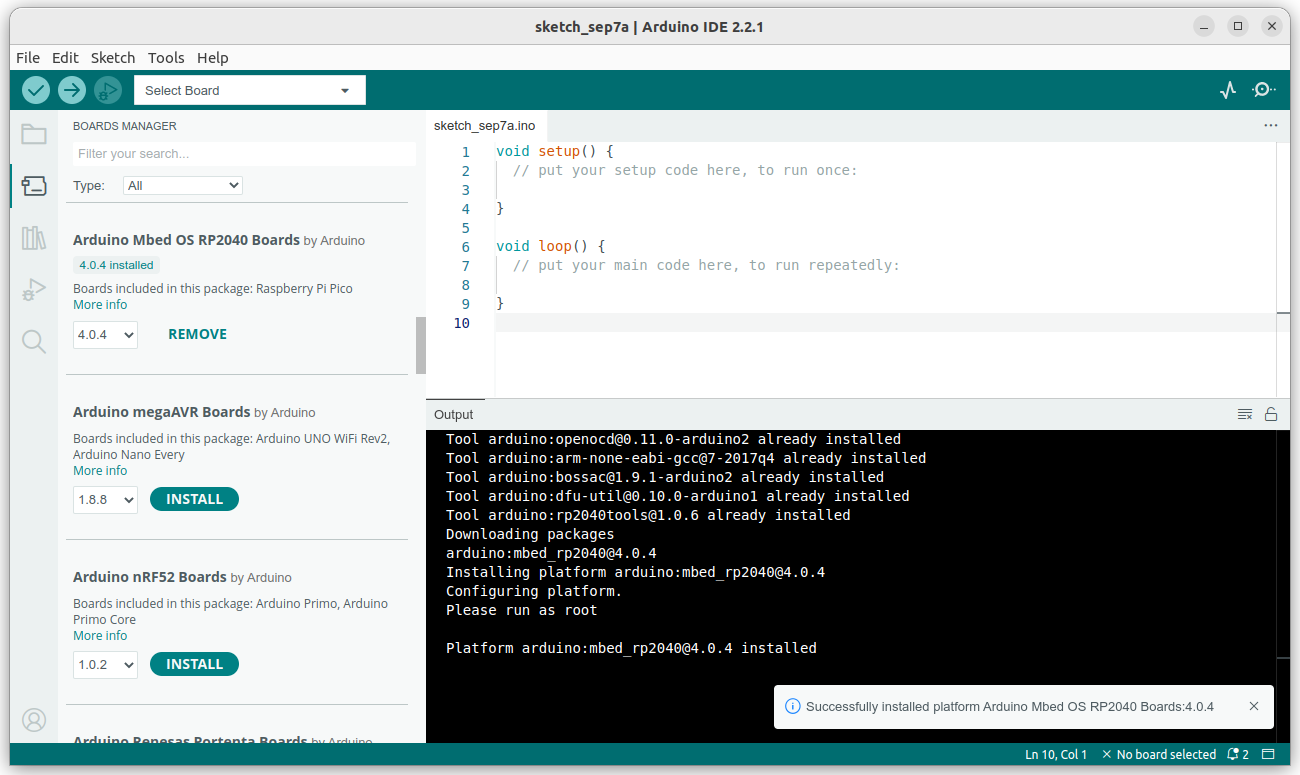 sketch_sep7a | Arduino IDE 2.2.1
File Edit Sketch Tools Help
Select Board
BOARDS MANAGER
Filter your search...
Type: All
Arduino Mbed OS RP2040 Boards by Arduino
4.0.4 installed
Boards included in this package: Raspberry Pi Pico
More info
4.0.4 REMOVE
Arduino megaAVR Boards by Arduino
Boards included in this package: Arduino UNO WiFi Rev2,
Arduino Nano Every
More info
1.8.8 INSTALL
Arduino nRF52 Boards by Arduino
Boards included in this package: Arduino Primo, Arduino
Primo Core
More info
1.0.2 INSTALL
Arduino Renesas Portenta Boards by Arduino
sketch_sep7a.ino
1 void setup() {
2 // put your setup code here, to run once:
3
4 }
5
6 void loop() {
7 // put your main code here, to run repeatedly:
8
9 }
10
Output
Tool arduino:openocd@0.11.0-arduino2 already installed
Tool arduino:arm-none-eabi-gcc@7-2017q4 already installed
Tool arduino:bossac@1.9.1-arduino2 already installed
Tool arduino:dfu-util@0.10.0-arduino1 already installed
Tool arduino:rp2040tools@1.0.6 already installed
Downloading packages
arduino:mbed_rp2040@4.0.4
Installing platform arduino:mbed_rp2040@4.0.4
Configuring platform.
Please run as root
Platform arduino:mbed_rp2040@4.0.4 installed
Successfully installed platform Arduino Mbed OS RP2040 Boards:4.0.4
Ln 10, Col 1 No board selected 2